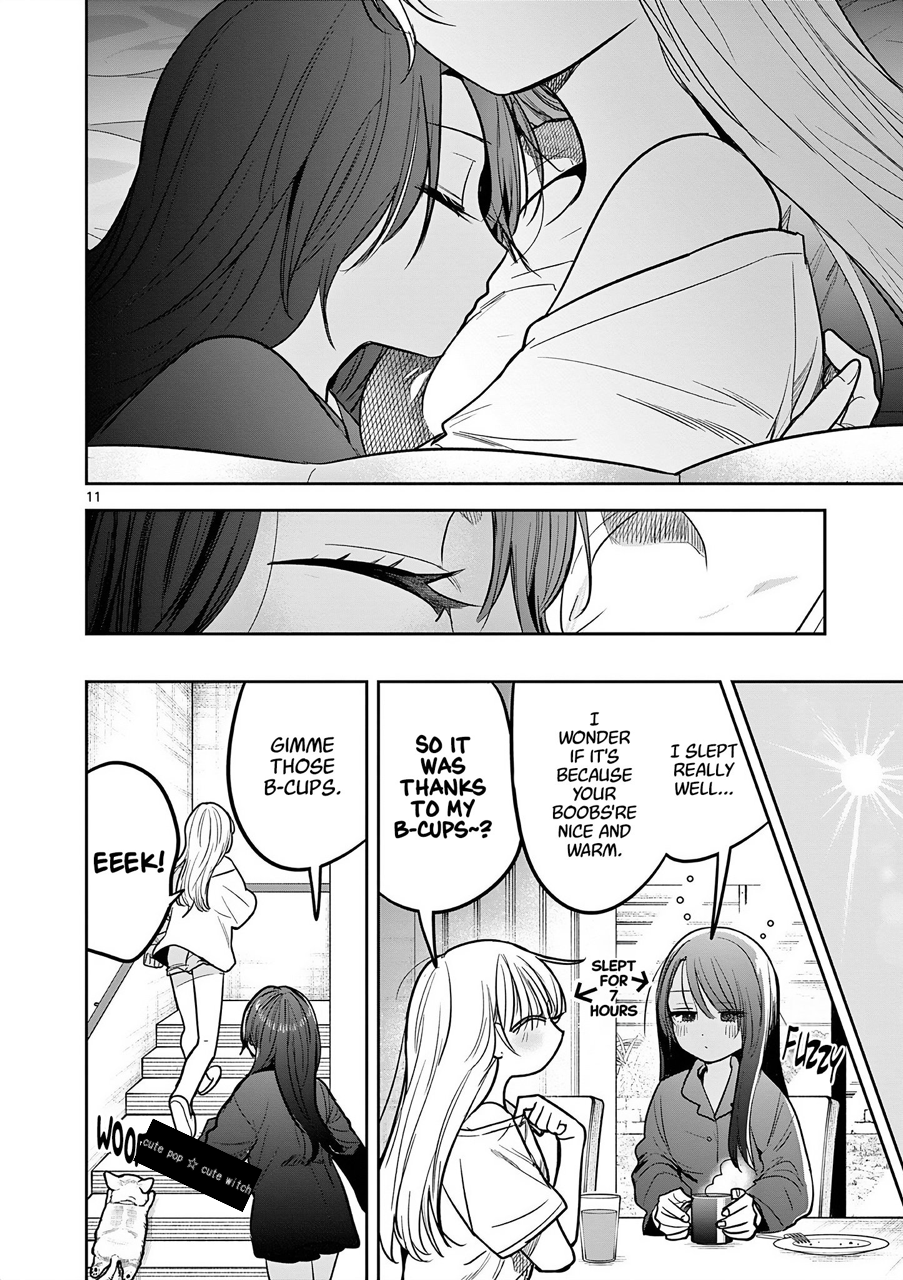 11
I SLEPT
REALLY
WELL...
I
WONDER
IF IT'S
BECAUSE
YOUR
BOOBS'RE
NICE AND
WARM.
SO IT
WAS
THANKS
TO MY
B-CUPS~?
SLEPT
FOR
7
HOURS
FUZZY
GIMME
THOSE
B-CUPS.
EEEK!
WOO
cute pop ☆ cute witch